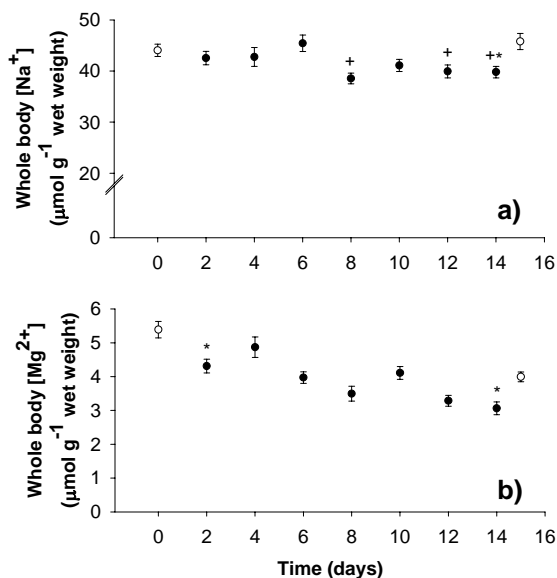 50
40
30
20
0
Whole body [Na⁺]
(µmol g⁻¹ wet weight)
+
+
+*
a)
0 2 4 6 8 10 12 14 16
6
5
4
3
2
1
0
Whole body [Mg²⁺]
(µmol g⁻¹ wet weight)
*
*
b)
0 2 4 6 8 10 12 14 16
Time (days)